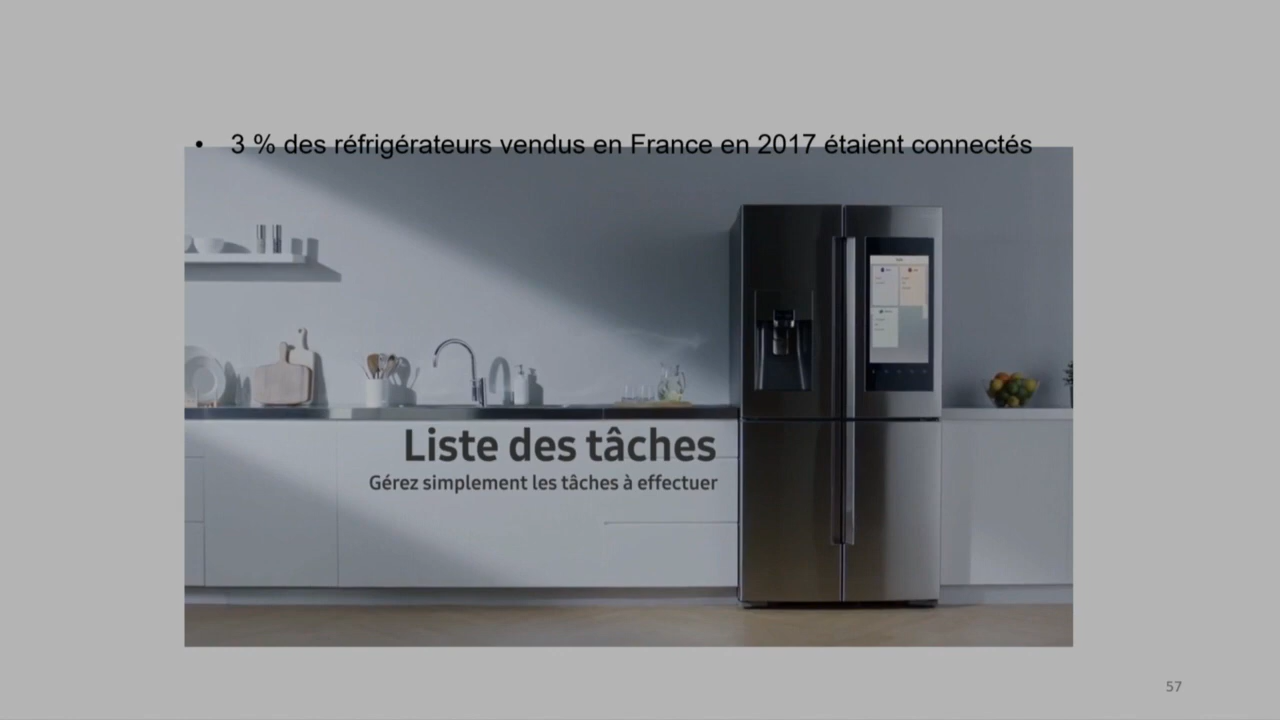 • 3 % des réfrigérateurs vendus en France en 2017 étaient connectés
Liste des tâches
Gérez simplement les tâches à effectuer
57